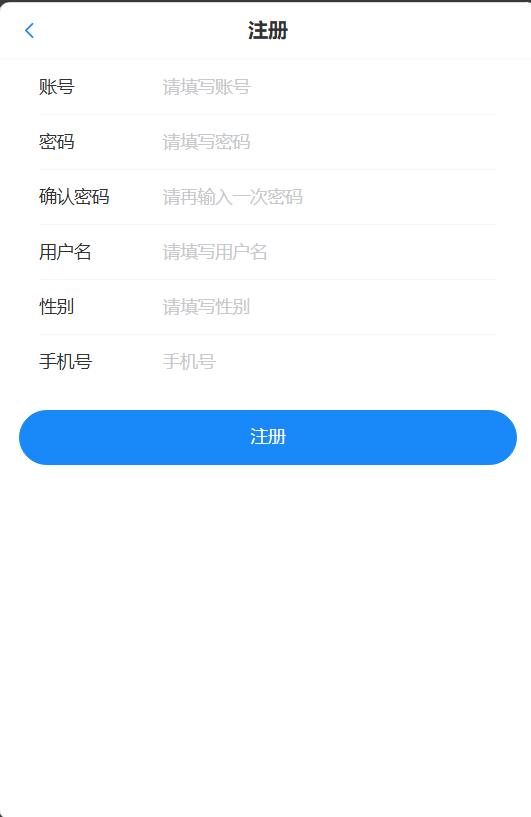 注册
账号 请填写账号
密码 请填写密码
确认密码 请再输入一次密码
用户名 请填写用户名
性别 请填写性别
手机号 手机号
注册